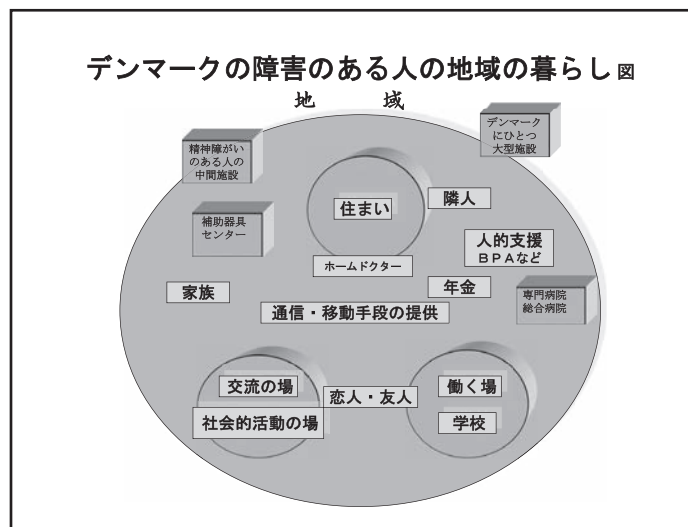 デンマークの障害のある人の地域の暮らし図
地 域
デンマーク
にひとつ
大型施設
精神障がい
のある人の
中間施設
住まい
隣人
補助器具
センター
人的支援
BPAなど
ホームドクター
家族
年金
専門病院
総合病院
通信・移動手段の提供
交流の場
働く場
恋人・友人
社会的活動の場
学校